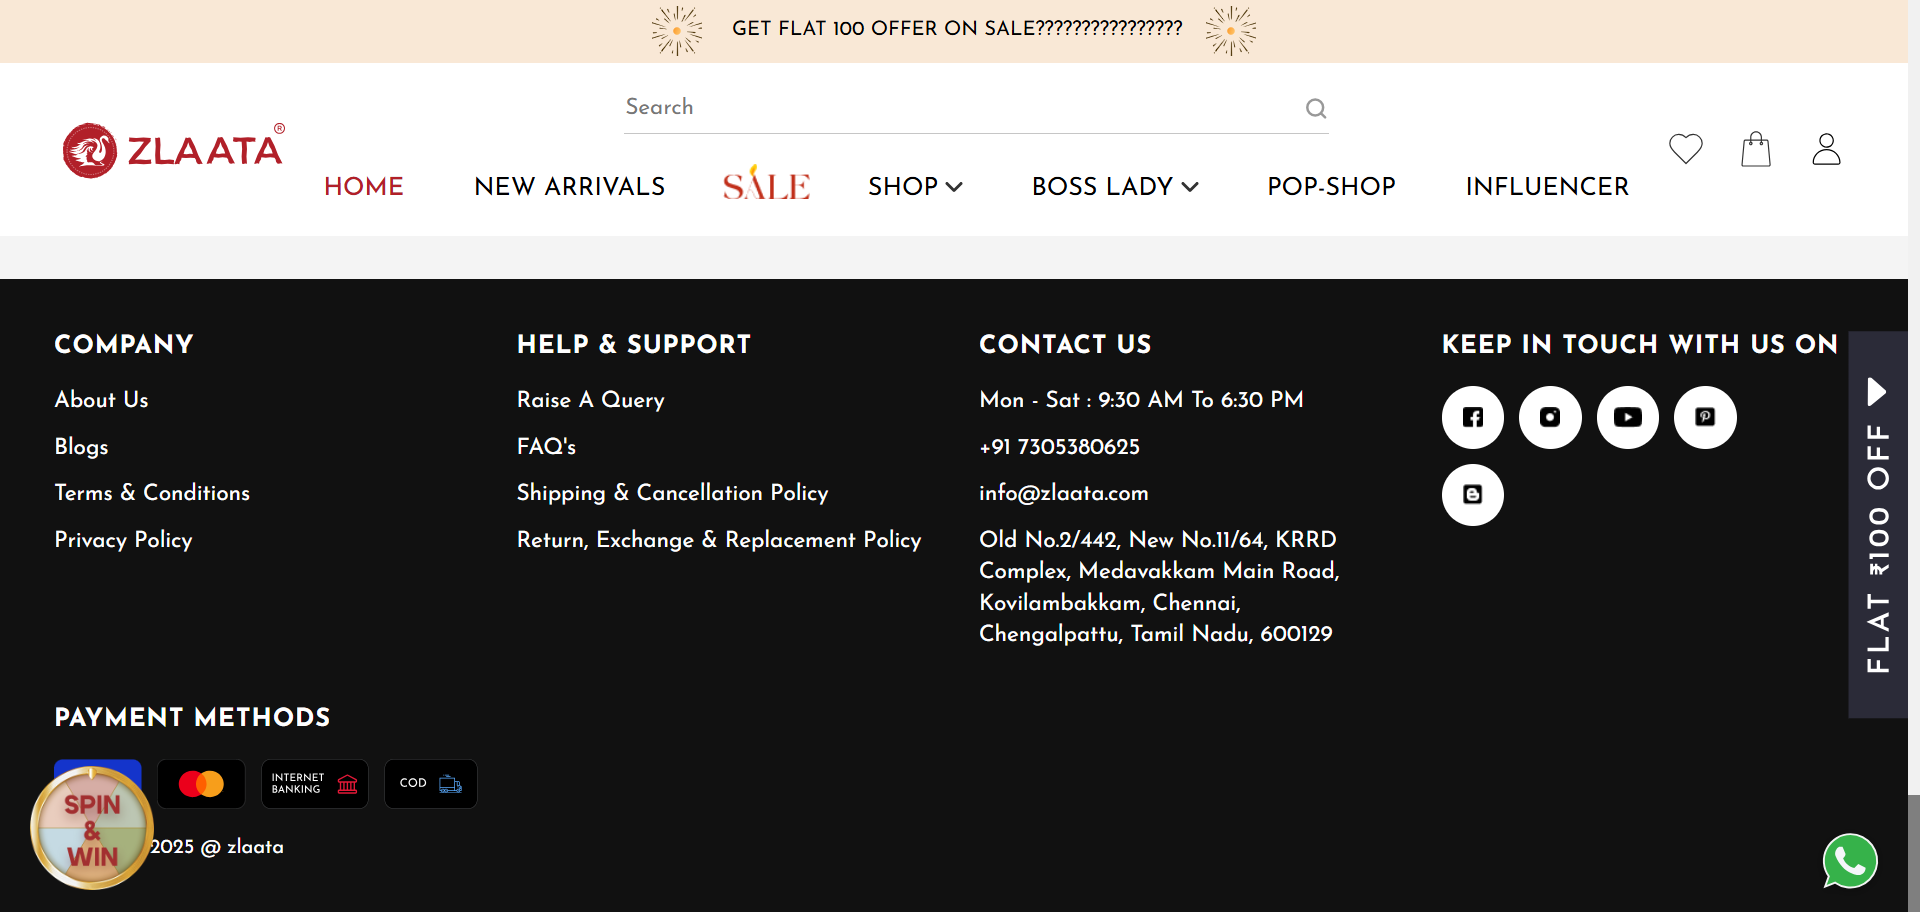 GET FLAT 100 OFFER ON SALE????????????????
Search
ZLAATA®
HOME
NEW ARRIVALS
SALE
SHOP
BOSS LADY
POP-SHOP
INFLUENCER
COMPANY
About Us
Blogs
Terms & Conditions
Privacy Policy
HELP & SUPPORT
Raise A Query
FAQ's
Shipping & Cancellation Policy
Return, Exchange & Replacement Policy
CONTACT US
Mon - Sat : 9:30 AM To 6:30 PM
+91 7305380625
info@zlaata.com
Old No.2/442, New No.11/64, KRRD
Complex, Medavakkam Main Road,
Kovilambakkam, Chennai,
Chengalpattu, Tamil Nadu, 600129
KEEP IN TOUCH WITH US ON
FLAT ₹100 OFF
PAYMENT METHODS
INTERNET
BANKING
COD
SPIN
&
WIN
2025 @ zlaata